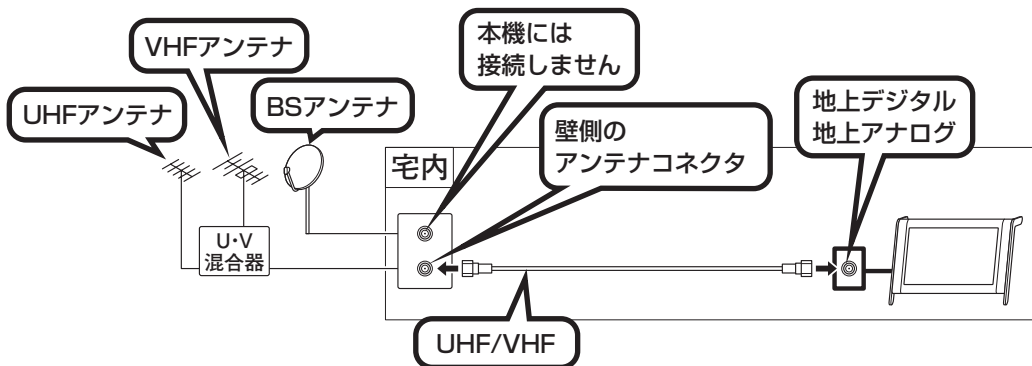 VHFアンテナ
UHFアンテナ
BSアンテナ
本機には
接続しません
壁側の
アンテナコネクタ
地上デジタル
地上アナログ
宅内
U・V
混合器
UHF/VHF